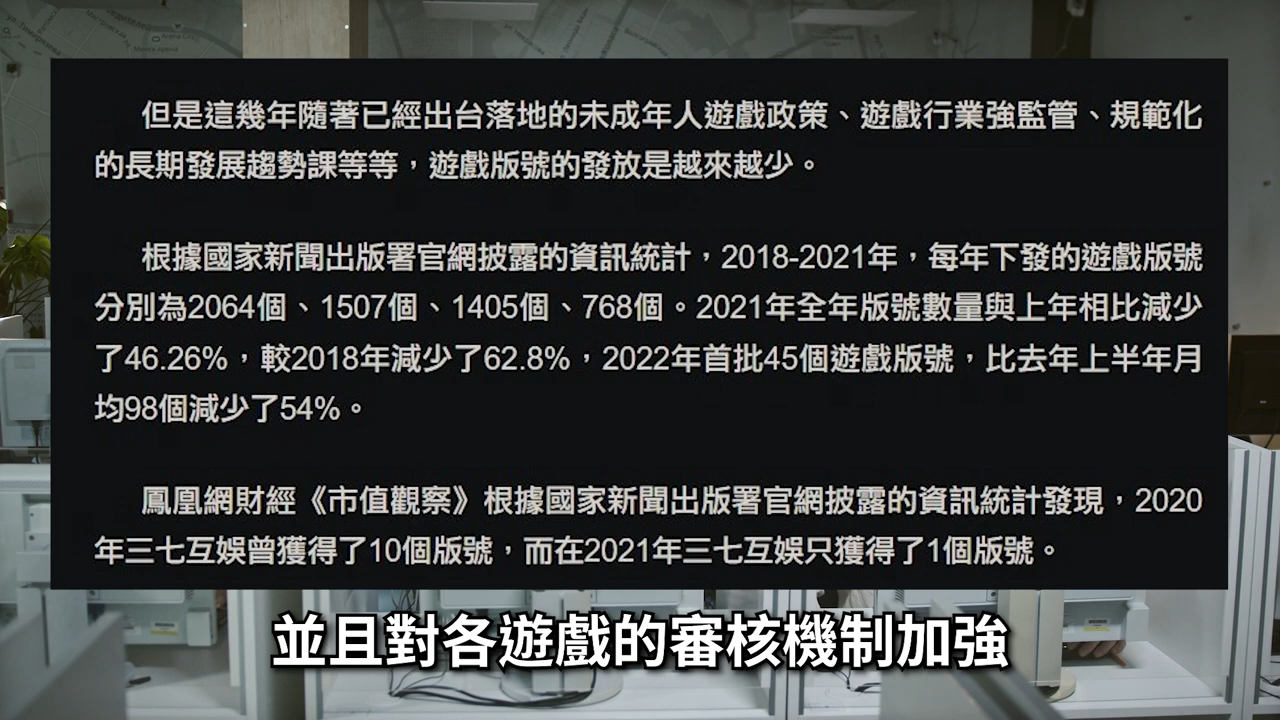 Arena City
Минск Арена
但是這幾年隨著已經出台落地的未成年人遊戲政策、遊戲行業強監管、規範化
的長期發展趨勢課等等，遊戲版號的發放是越來越少。
根據國家新聞出版署官網披露的資訊統計，2018-2021年，每年下發的遊戲版號
分別為2064個、1507個、1405個、768個。2021年全年版號數量與上年相比減少
了46.26%，較2018年減少了62.8%，2022年首批45個遊戲版號，比去年上半年月
均98個減少了54%。
鳳凰網財經《市值觀察》根據國家新聞出版署官網披露的資訊統計發現，2020
年三七互娛曾獲得了10個版號，而在2021年三七互娛只獲得了1個版號。
並且對各遊戲的審核機制加強